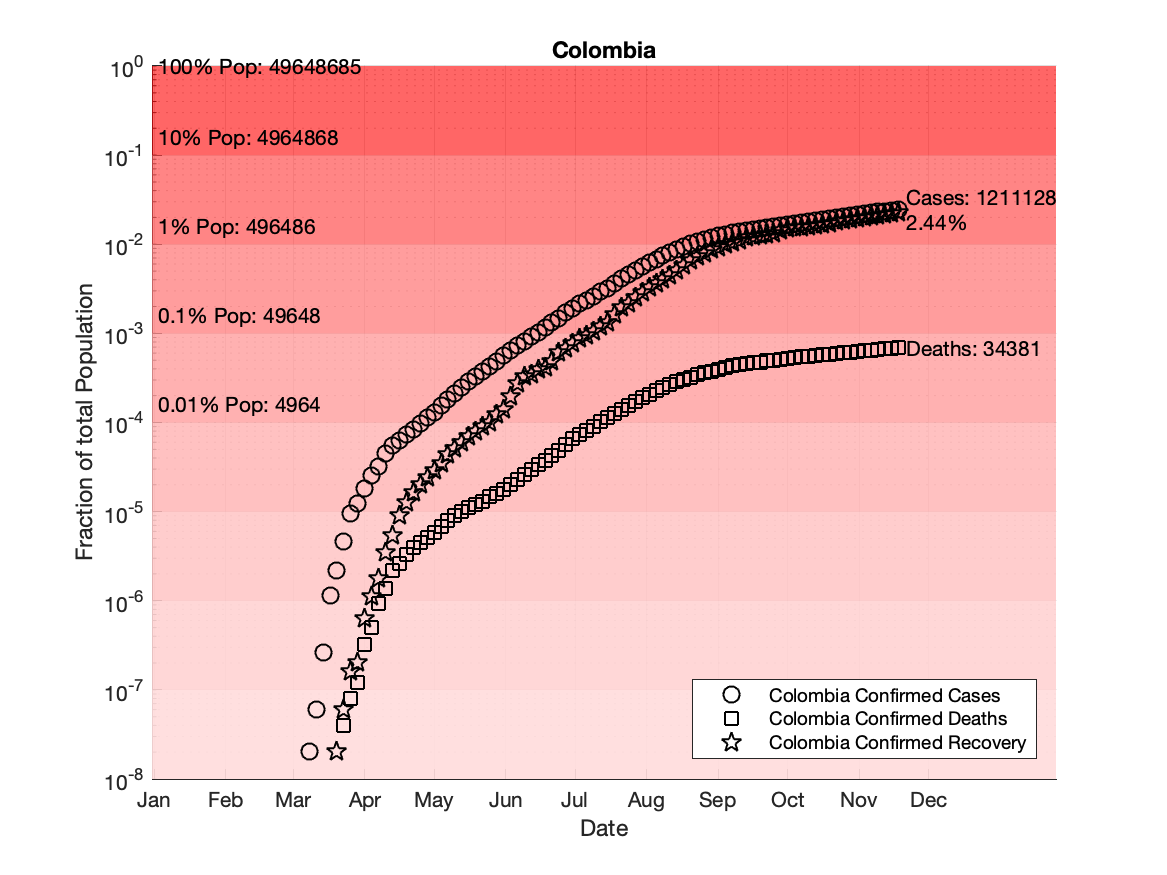 Colombia
10^0
10^-1
10^-2
10^-3
10^-4
10^-5
10^-6
10^-7
10^-8
Fraction of total Population
100% Pop: 49648685
10% Pop: 4964868
1% Pop: 496486
0.1% Pop: 49648
0.01% Pop: 4964
Cases: 1211128
2.44%
Deaths: 34381
Colombia Confirmed Cases
Colombia Confirmed Deaths
Colombia Confirmed Recovery
Jan Feb Mar Apr May Jun Jul Aug Sep Oct Nov Dec
Date